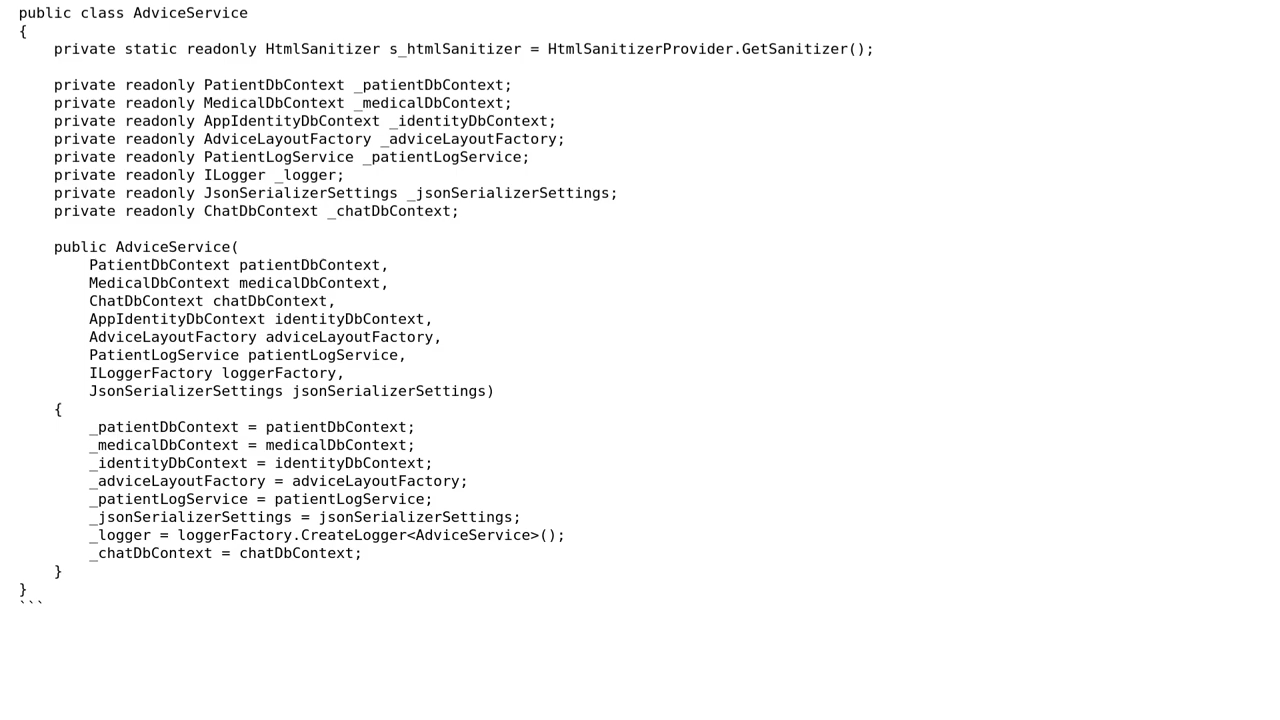 public class AdviceService
{
    private static readonly HtmlSanitizer s_htmlSanitizer = HtmlSanitizerProvider.GetSanitizer();

    private readonly PatientDbContext _patientDbContext;
    private readonly MedicalDbContext _medicalDbContext;
    private readonly AppIdentityDbContext _identityDbContext;
    private readonly AdviceLayoutFactory _adviceLayoutFactory;
    private readonly PatientLogService _patientLogService;
    private readonly ILogger _logger;
    private readonly JsonSerializerSettings _jsonSerializerSettings;
    private readonly ChatDbContext _chatDbContext;

    public AdviceService(
        PatientDbContext patientDbContext,
        MedicalDbContext medicalDbContext,
        ChatDbContext chatDbContext,
        AppIdentityDbContext identityDbContext,
        AdviceLayoutFactory adviceLayoutFactory,
        PatientLogService patientLogService,
        ILoggerFactory loggerFactory,
        JsonSerializerSettings jsonSerializerSettings)
    {
        _patientDbContext = patientDbContext;
        _medicalDbContext = medicalDbContext;
        _identityDbContext = identityDbContext;
        _adviceLayoutFactory = adviceLayoutFactory;
        _patientLogService = patientLogService;
        _jsonSerializerSettings = jsonSerializerSettings;
        _logger = loggerFactory.CreateLogger<AdviceService>();
        _chatDbContext = chatDbContext;
    }
}
```